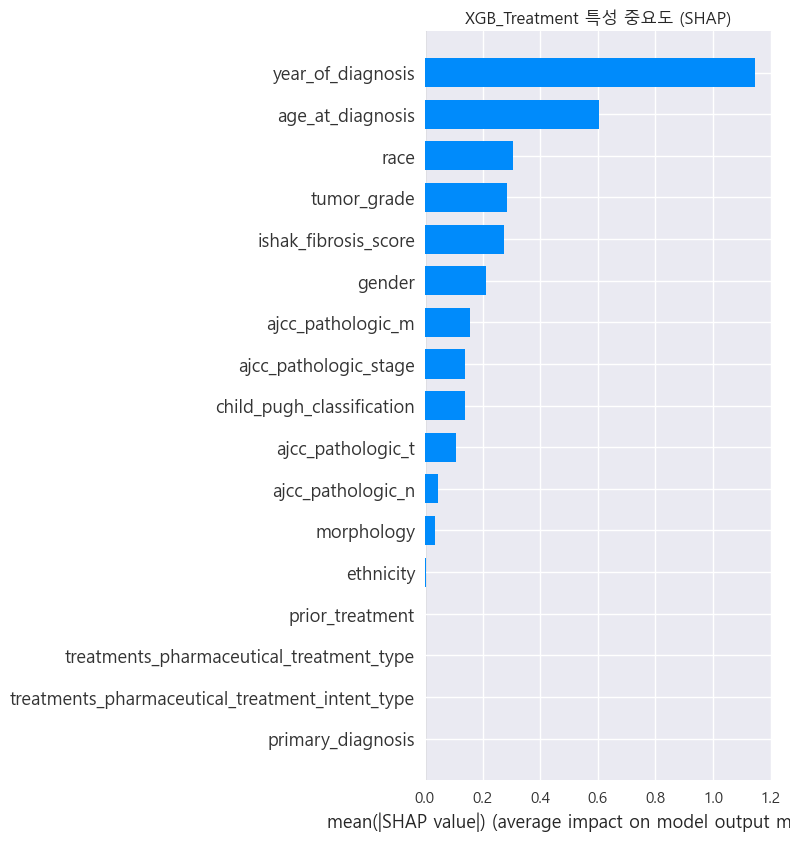 XGB_Treatment 특성 중요도 (SHAP)
year_of_diagnosis
age_at_diagnosis
race
tumor_grade
ishak_fibrosis_score
gender
ajcc_pathologic_m
ajcc_pathologic_stage
child_pugh_classification
ajcc_pathologic_t
ajcc_pathologic_n
morphology
ethnicity
prior_treatment
treatments_pharmaceutical_treatment_type
treatments_pharmaceutical_treatment_intent_type
primary_diagnosis
0.0 0.2 0.4 0.6 0.8 1.0 1.2
mean(|SHAP value|) (average impact on model output m